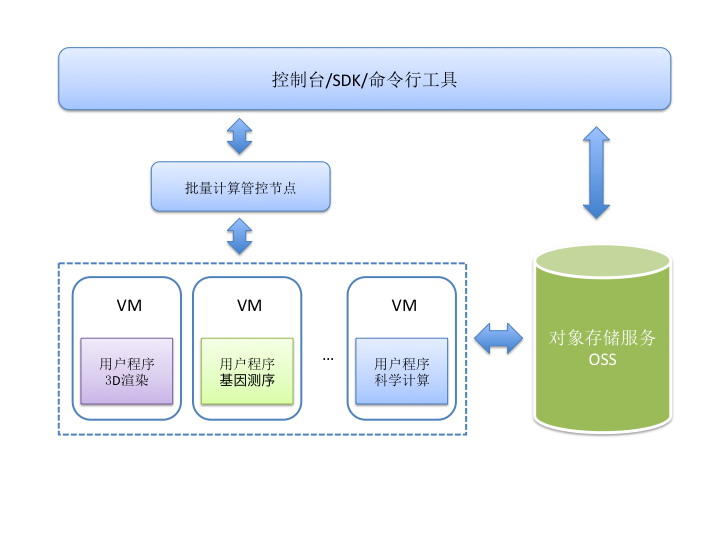 控制台/SDK/命令行工具
批量计算管控节点
VM
VM
VM
用户程序
3D渲染
用户程序
基因测序
...
用户程序
科学计算
对象存储服务
OSS